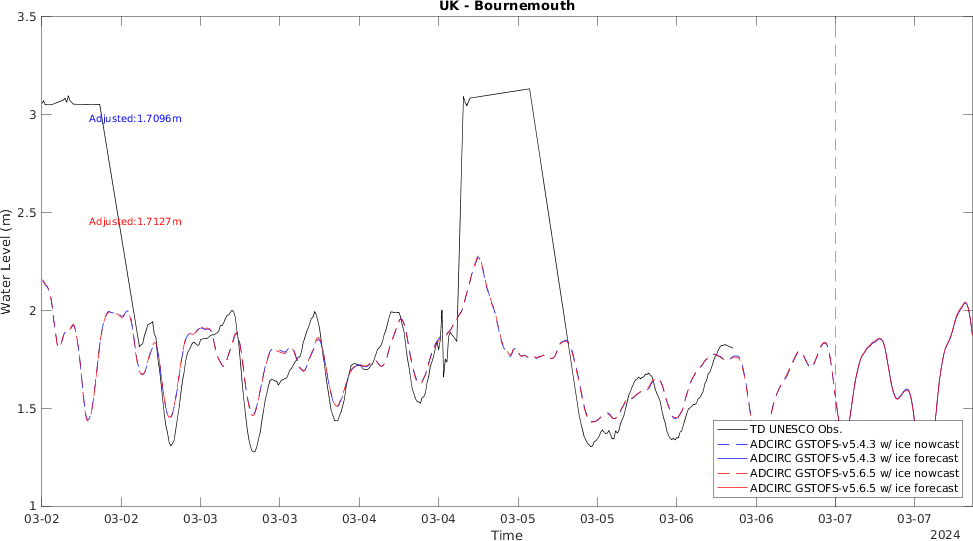 UK - Bournemouth
3.5
3
2.5
2
1.5
1
Water Level (m)
Adjusted:1.7096m
Adjusted:1.7127m
TD UNESCO Obs.
ADCIRC GSTOFS-v5.4.3 w/ ice nowcast
ADCIRC GSTOFS-v5.4.3 w/ ice forecast
ADCIRC GSTOFS-v5.6.5 w/ ice nowcast
ADCIRC GSTOFS-v5.6.5 w/ ice forecast
03-02 03-02 03-03 03-03 03-04 03-04 03-05 03-05 03-06 03-06 03-07 03-07
Time
2024